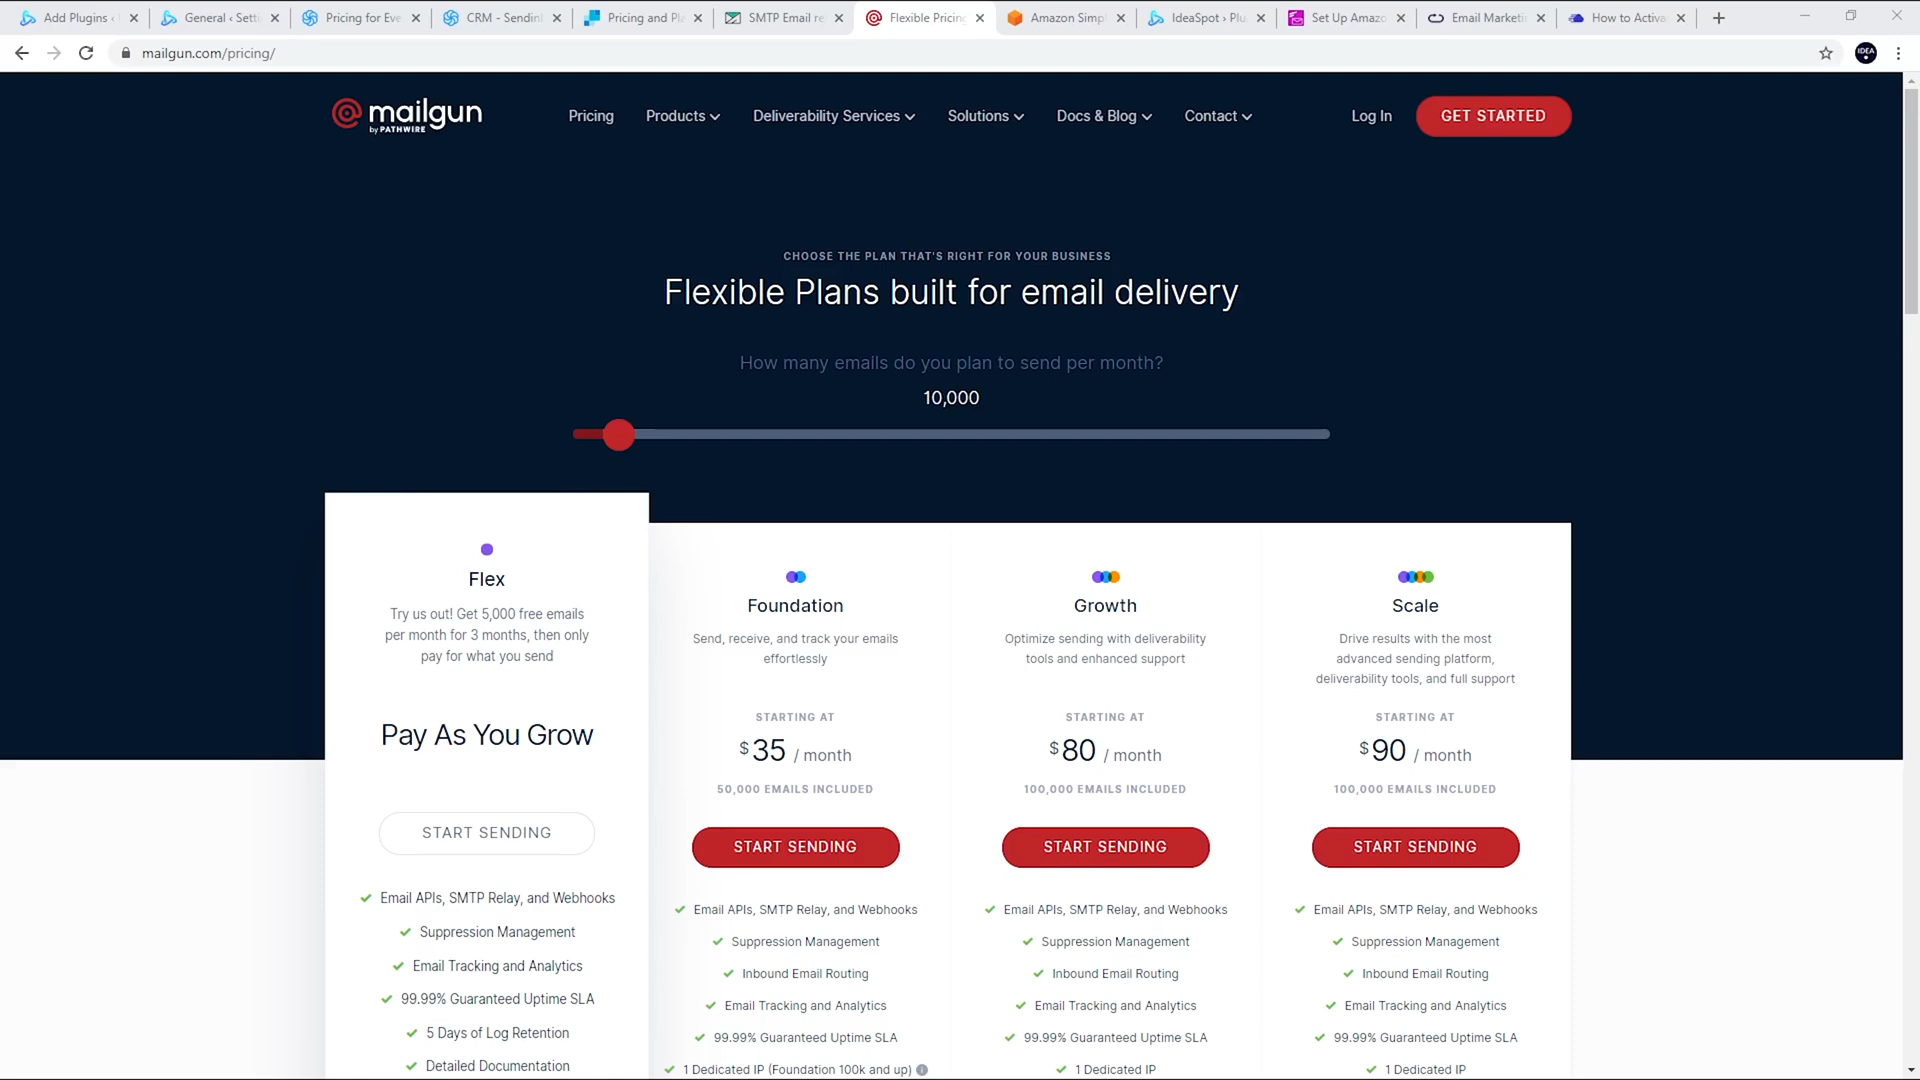 Add Plugins ‹
General ‹ Setti
Pricing for Eve
CRM - Sendinl
Pricing and Pla
SMTP Email re
Flexible Pricing
Amazon Simpl
IdeaSpot › Plu
Set Up Amazo
Email Marketi
How to Activa
mailgun.com/pricing/
IDEA
mailgun
by PATHWIRE
Pricing
Products
Deliverability Services
Solutions
Docs & Blog
Contact
Log In
GET STARTED
CHOOSE THE PLAN THAT'S RIGHT FOR YOUR BUSINESS
Flexible Plans built for email delivery
How many emails do you plan to send per month?
10,000
Flex
Try us out! Get 5,000 free emails
per month for 3 months, then only
pay for what you send
Pay As You Grow
START SENDING
Email APIs, SMTP Relay, and Webhooks
Suppression Management
Email Tracking and Analytics
99.99% Guaranteed Uptime SLA
5 Days of Log Retention
Detailed Documentation
Foundation
Send, receive, and track your emails
effortlessly
STARTING AT
$35 / month
50,000 EMAILS INCLUDED
START SENDING
Email APIs, SMTP Relay, and Webhooks
Suppression Management
Inbound Email Routing
Email Tracking and Analytics
99.99% Guaranteed Uptime SLA
1 Dedicated IP (Foundation 100k and up)
Growth
Optimize sending with deliverability
tools and enhanced support
STARTING AT
$80 / month
100,000 EMAILS INCLUDED
START SENDING
Email APIs, SMTP Relay, and Webhooks
Suppression Management
Inbound Email Routing
Email Tracking and Analytics
99.99% Guaranteed Uptime SLA
1 Dedicated IP
Scale
Drive results with the most
advanced sending platform,
deliverability tools, and full support
STARTING AT
$90 / month
100,000 EMAILS INCLUDED
START SENDING
Email APIs, SMTP Relay, and Webhooks
Suppression Management
Inbound Email Routing
Email Tracking and Analytics
99.99% Guaranteed Uptime SLA
1 Dedicated IP